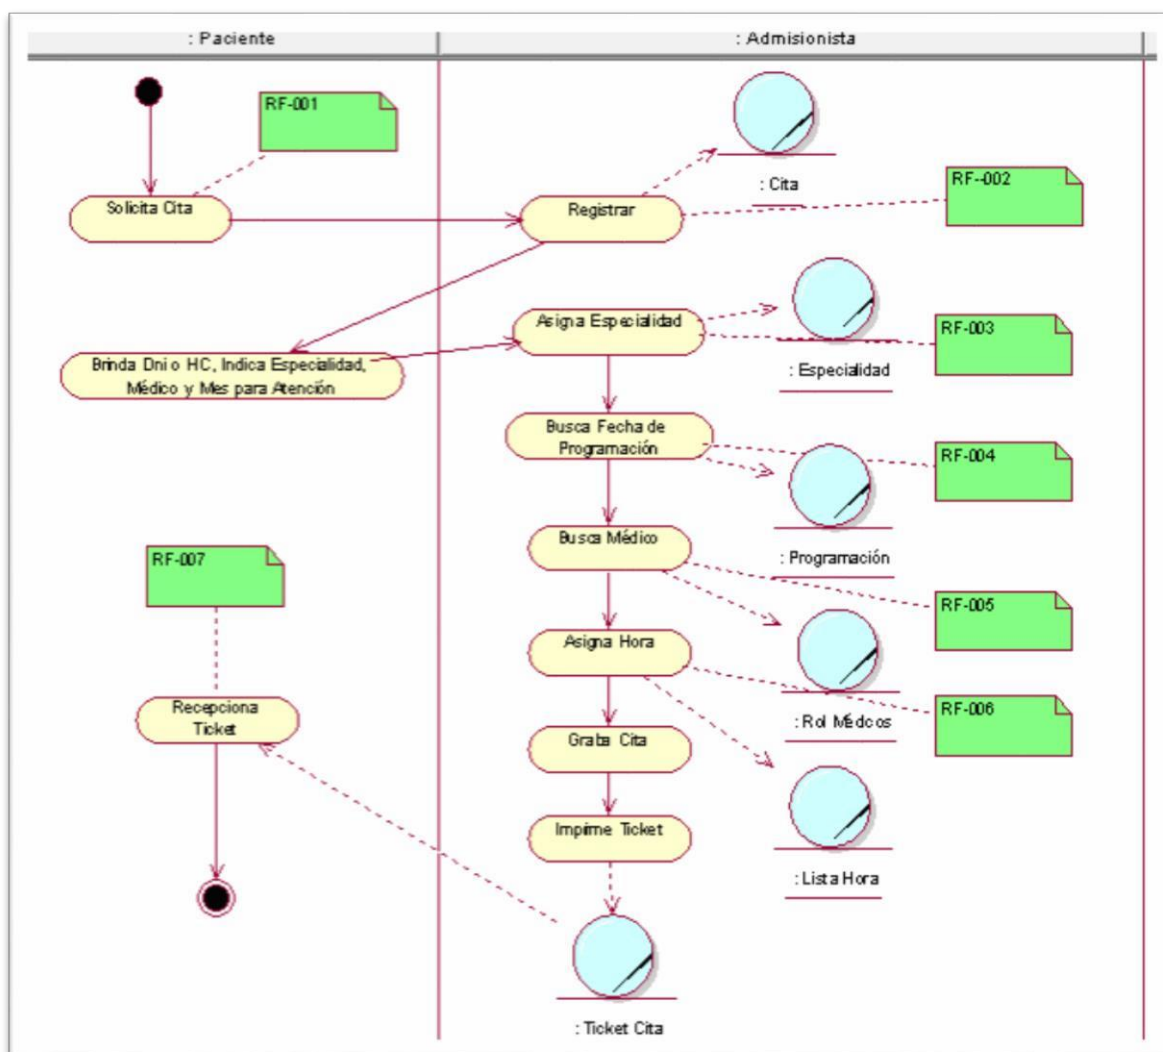 : Paciente
: Admisionista
RF-001
: Cita
RF--002
Solicita Cita
Registrar
Asigna Especialidad
RF-003
: Especialidad
Brinda Dni o HC, Indica Especialidad,
Médico y Mes para Atención
Busca Fecha de
Programación
RF-004
Busca Médico
: Programación
RF-007
RF-005
Asigna Hora
Recepciona
Ticket
: Rol Médcos
RF-006
Graba Cita
Imprime Ticket
: Lista Hora
: Ticket Cita